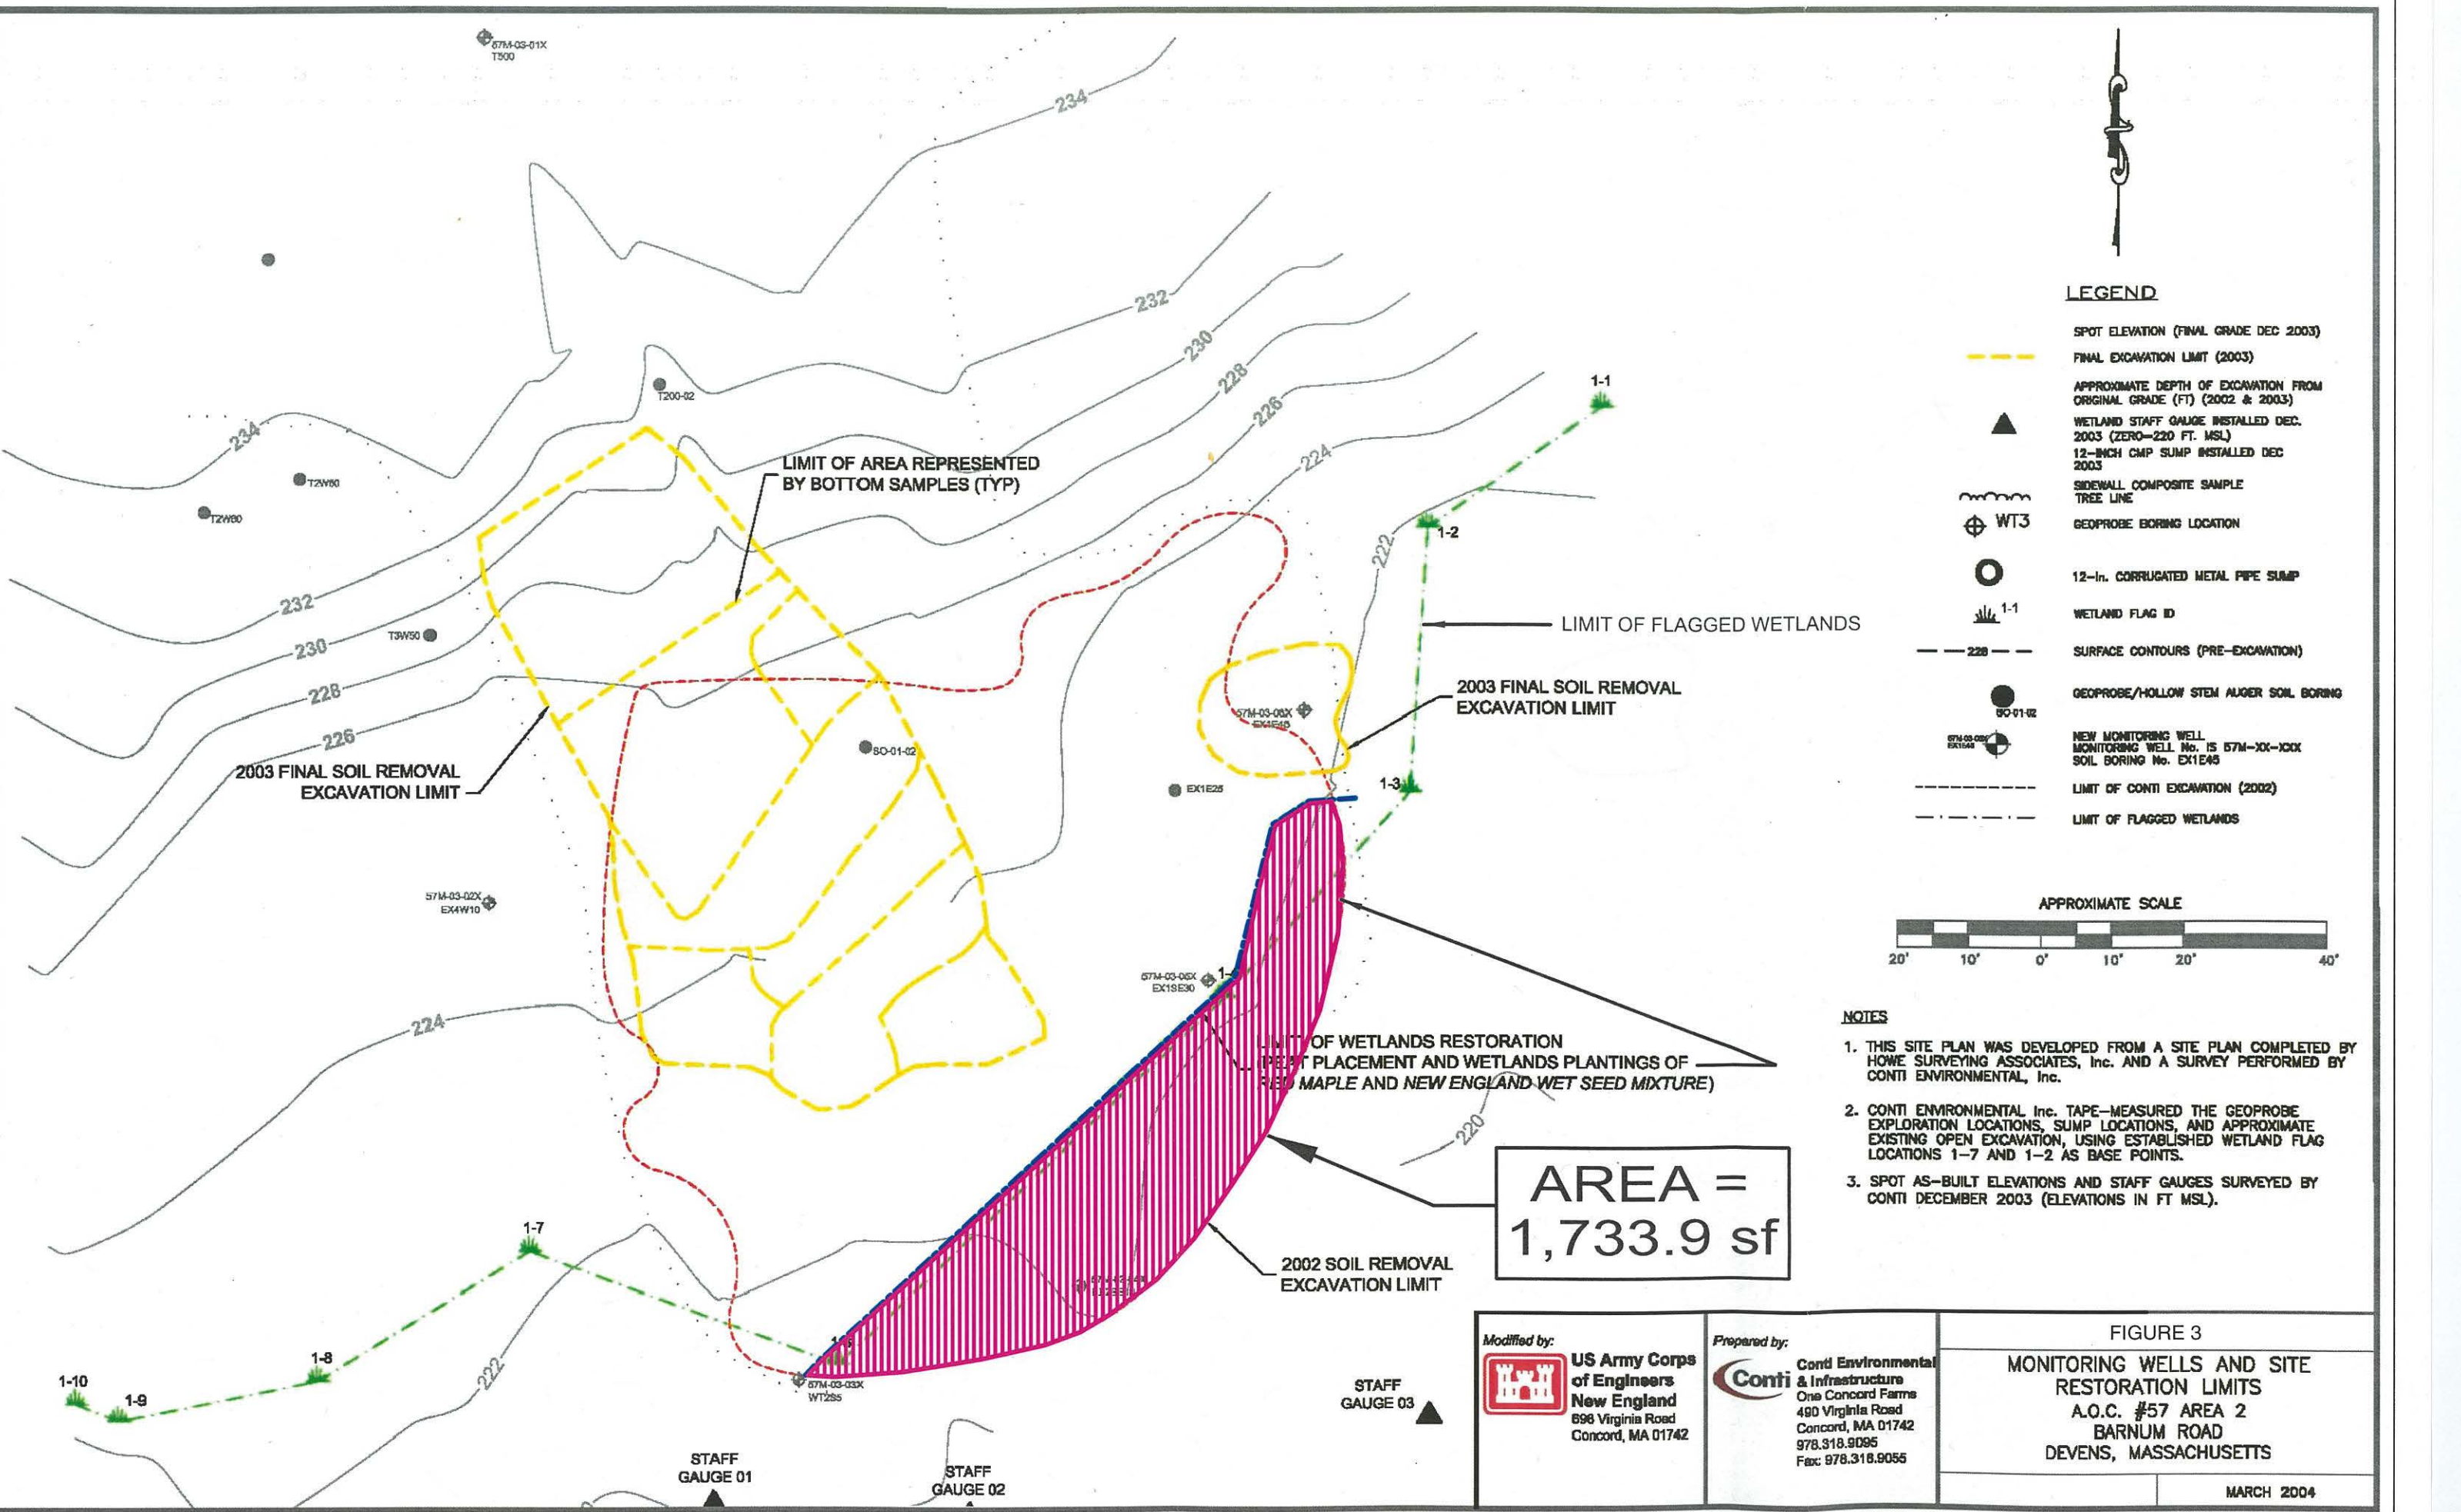 57M-03-01X
T500
234
232
230
228
226
224
222
1-1
1-2
T200-02
234
T2W60
T2W80
LIMIT OF AREA REPRESENTED
BY BOTTOM SAMPLES (TYP)
232
230
228
226
T3W50
LIMIT OF FLAGGED WETLANDS
2003 FINAL SOIL REMOVAL
EXCAVATION LIMIT
57M-03-06X
EX1E45
SO-01-02
2003 FINAL SOIL REMOVAL
EXCAVATION LIMIT
EX1E25
1-3
57M-03-02X
EX4W10
224
EX1SE30
LIMIT OF WETLANDS RESTORATION
(PEAT PLACEMENT AND WETLANDS PLANTINGS OF
RED MAPLE AND NEW ENGLAND WET SEED MIXTURE)
220
AREA =
1,733.9 sf
2002 SOIL REMOVAL
EXCAVATION LIMIT
1-7
1-8
1-9
1-10
222
57M-03-03X
WT2S5
STAFF
GAUGE 01
STAFF
GAUGE 02
STAFF
GAUGE 03
LEGEND
SPOT ELEVATION (FINAL GRADE DEC 2003)
FINAL EXCAVATION LIMIT (2003)
APPROXIMATE DEPTH OF EXCAVATION FROM
ORIGINAL GRADE (FT) (2002 & 2003)
WETLAND STAFF GAUGE INSTALLED DEC.
2003 (ZERO=220 FT. MSL)
12-INCH CMP SUMP INSTALLED DEC
2003
SIDEWALL COMPOSITE SAMPLE
TREE LINE
WT3 GEOPROBE BORING LOCATION
12-in. CORRUGATED METAL PIPE SUMP
1-1 WETLAND FLAG ID
228 SURFACE CONTOURS (PRE-EXCAVATION)
GEOPROBE/HOLLOW STEM AUGER SOIL BORING
SO-01-02
NEW MONITORING WELL
MONITORING WELL No. IS 57M-XX-XXX
SOIL BORING No. EX1E45
LIMIT OF CONTI EXCAVATION (2002)
LIMIT OF FLAGGED WETLANDS
APPROXIMATE SCALE
20' 10' 0' 10' 20' 40'
NOTES
1. THIS SITE PLAN WAS DEVELOPED FROM A SITE PLAN COMPLETED BY
HOWE SURVEYING ASSOCIATES, Inc. AND A SURVEY PERFORMED BY
CONTI ENVIRONMENTAL, Inc.
2. CONTI ENVIRONMENTAL Inc. TAPE-MEASURED THE GEOPROBE
EXPLORATION LOCATIONS, SUMP LOCATIONS, AND APPROXIMATE
EXISTING OPEN EXCAVATION, USING ESTABLISHED WETLAND FLAG
LOCATIONS 1-7 AND 1-2 AS BASE POINTS.
3. SPOT AS-BUILT ELEVATIONS AND STAFF GAUGES SURVEYED BY
CONTI DECEMBER 2003 (ELEVATIONS IN FT MSL).
Modified by:
US Army Corps
of Engineers
New England
696 Virginia Road
Concord, MA 01742
Prepared by:
Conti
Conti Environmental
& Infrastructure
One Concord Farms
490 Virginia Road
Concord, MA 01742
978.318.9095
Fax: 978.318.9055
FIGURE 3
MONITORING WELLS AND SITE
RESTORATION LIMITS
A.O.C. #57 AREA 2
BARNUM ROAD
DEVENS, MASSACHUSETTS
MARCH 2004